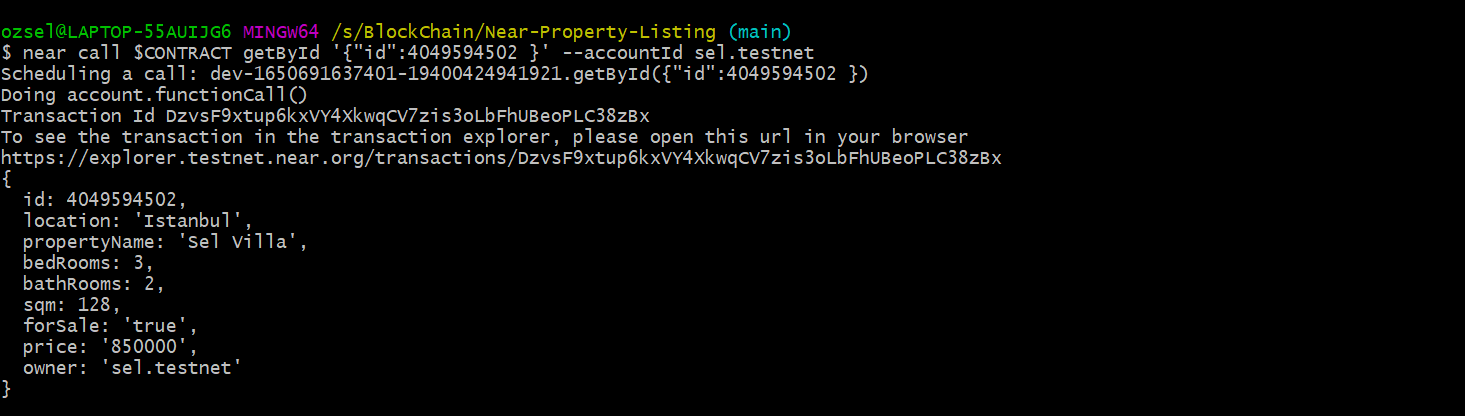 ozsel@LAPTOP-55AUIJG6 MINGW64 /s/BlockChain/Near-Property-Listing (main)
$ near call $CONTRACT getById '{"id":4049594502 }' --accountId sel.testnet
Scheduling a call: dev-1650691637401-19400424941921.getById({"id":4049594502 })
Doing account.functionCall()
Transaction Id DzvsF9xtup6kxVY4XkwqCV7zis3oLbFhUBeoPLC38zBx
To see the transaction in the transaction explorer, please open this url in your browser
https://explorer.testnet.near.org/transactions/DzvsF9xtup6kxVY4XkwqCV7zis3oLbFhUBeoPLC38zBx
{
  id: 4049594502,
  location: 'Istanbul',
  propertyName: 'Sel Villa',
  bedRooms: 3,
  bathRooms: 2,
  sqm: 128,
  forSale: 'true',
  price: '850000',
  owner: 'sel.testnet'
}